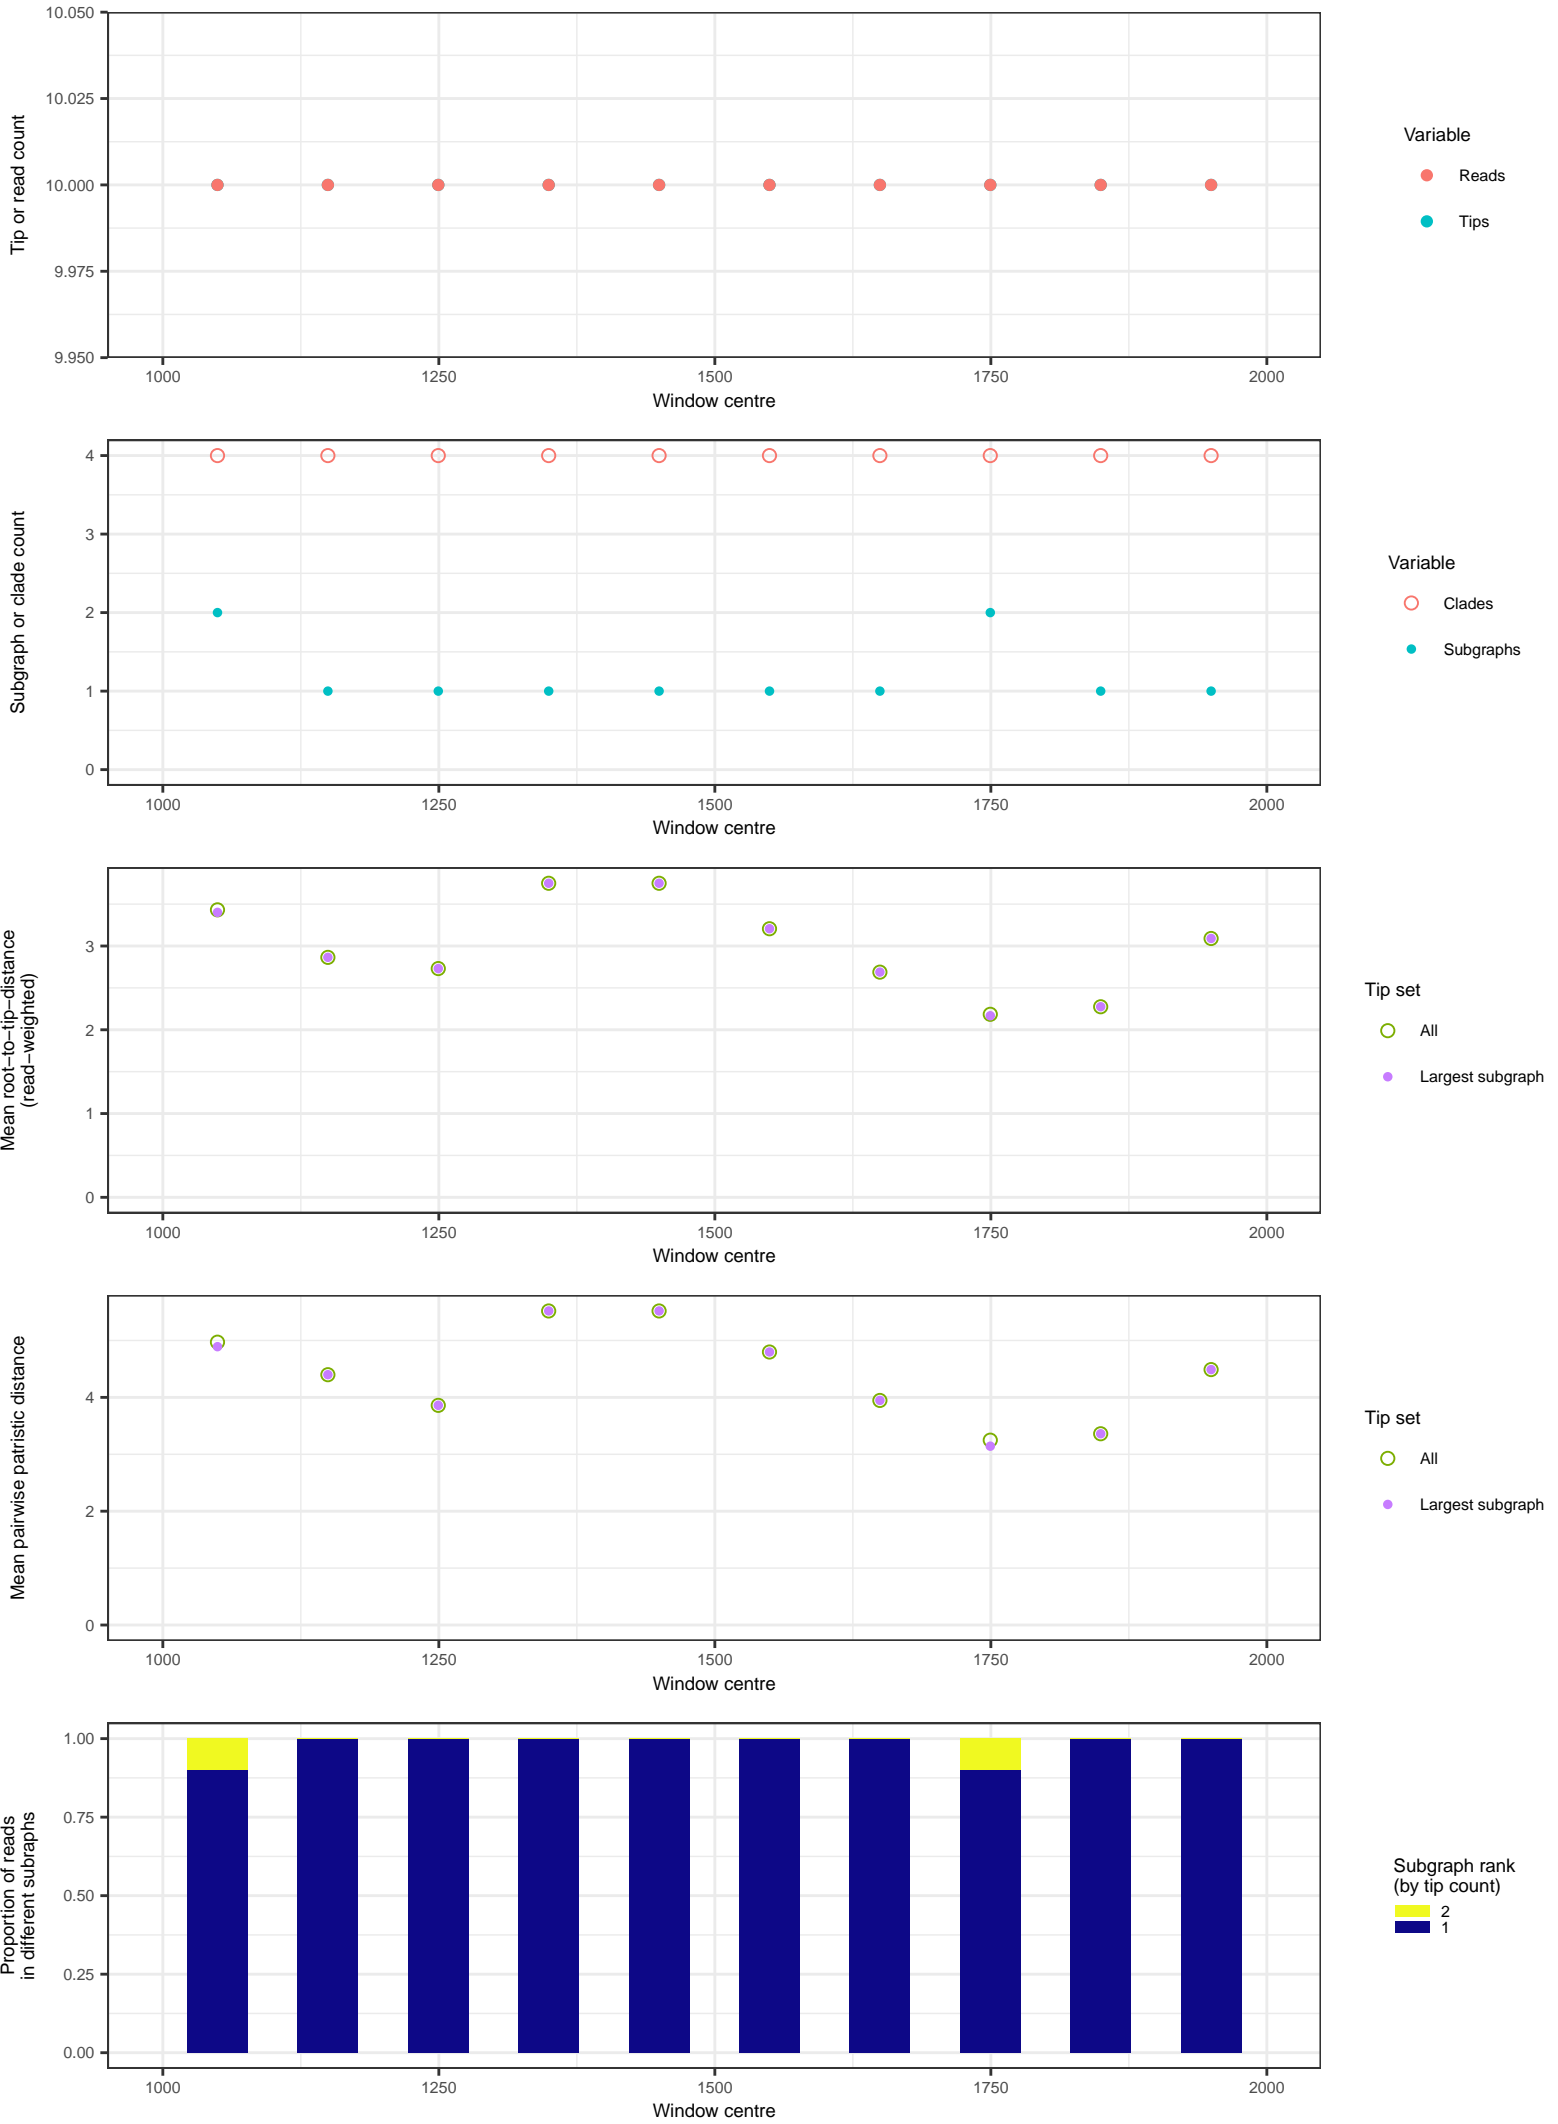 10.050
10.025
10.000
9.975
9.950
Tip or read count
1000
1250
1500
1750
2000
Window centre
Variable
Reads
Tips
4
3
2
1
0
Subgraph or clade count
1000
1250
1500
1750
2000
Window centre
Variable
Clades
Subgraphs
3
2
1
0
Mean root−to−tip−distance
(read−weighted)
1000
1250
1500
1750
2000
Window centre
Tip set
All
Largest subgraph
4
2
0
Mean pairwise patristic distance
1000
1250
1500
1750
2000
Window centre
Tip set
All
Largest subgraph
1.00
0.75
0.50
0.25
0.00
Proportion of reads
in different subraphs
1000
1250
1500
1750
2000
Window centre
Subgraph rank
(by tip count)
2
1